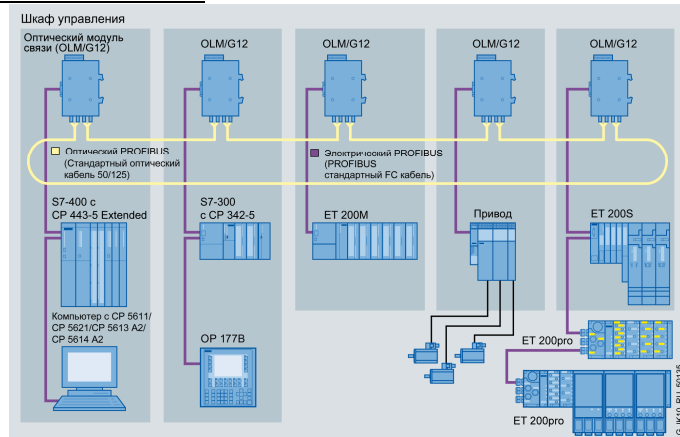 Шкаф управления
Оптический модуль
связи (OLM/G12)
OLM/G12
OLM/G12
OLM/G12
OLM/G12
Оптический PROFIBUS
(Стандартный оптический
кабель 50/125)
Электрический PROFIBUS
(PROFIBUS
стандартный FC кабель)
S7-400 с
CP 443-5 Extended
S7-300
с CP 342-5
ET 200M
Привод
ET 200S
Компьютер с CP 5611/
CP 5621/CP 5613 A2/
CP 5614 A2
OP 177B
ET 200pro
ET 200pro